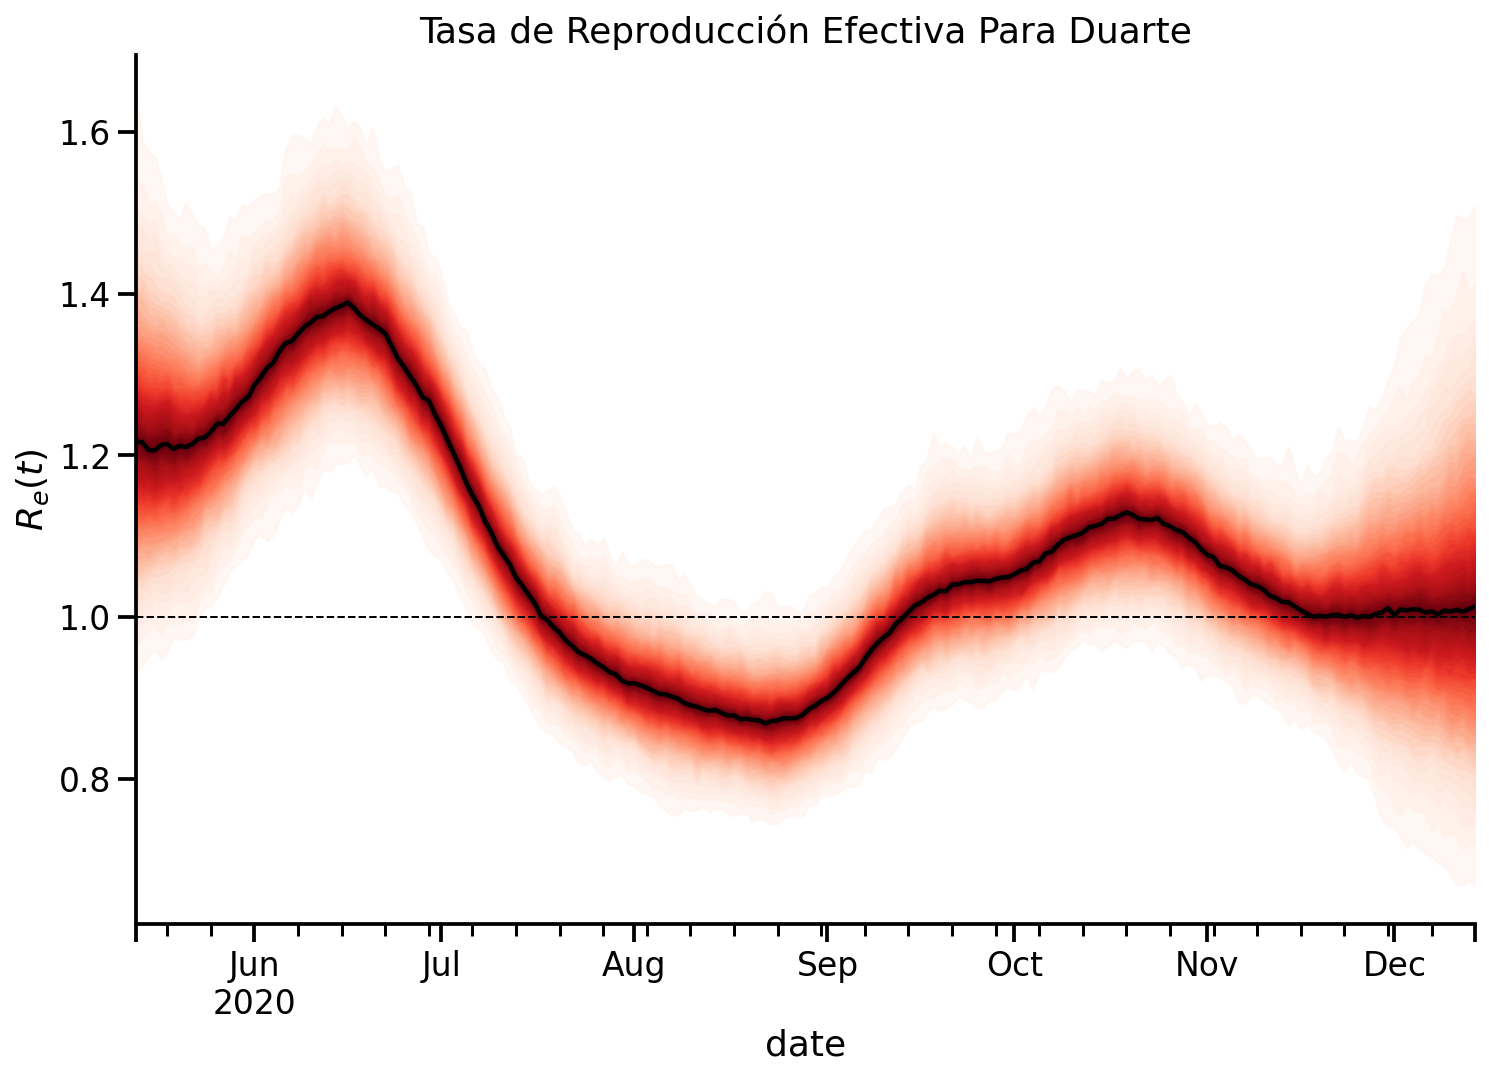 Tasa de Reproducción Efectiva Para Duarte
1.6
1.4
1.2
1.0
0.8
Rₑ(t)
Jun
2020
Jul
Aug
Sep
Oct
Nov
Dec
date